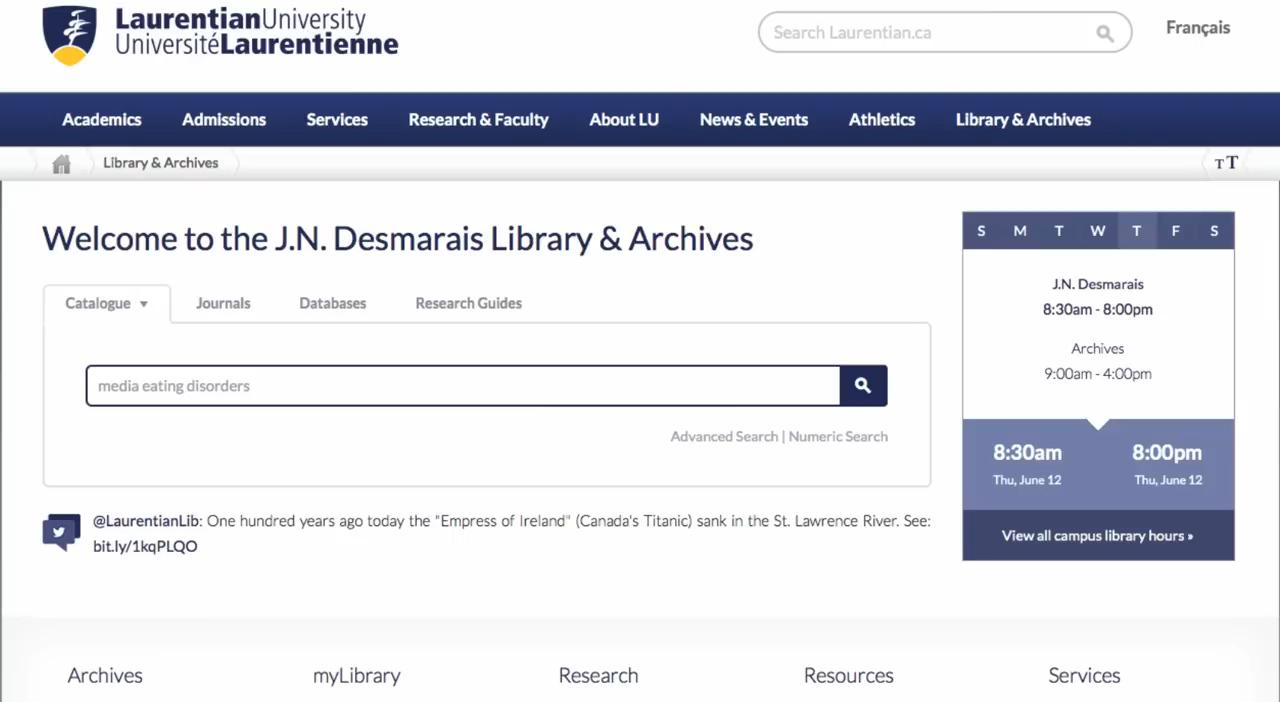 LaurentianUniversity
UniversitéLaurentienne
Search Laurentian.ca
Français
Academics Admissions Services Research & Faculty About LU News & Events Athletics Library & Archives
Library & Archives
TT
Welcome to the J.N. Desmarais Library & Archives
Catalogue Journals Databases Research Guides
media eating disorders
Advanced Search | Numeric Search
@LaurentianLib: One hundred years ago today the "Empress of Ireland" (Canada's Titanic) sank in the St. Lawrence River. See:
bit.ly/1kqPLQO
S M T W T F S
J.N. Desmarais
8:30am - 8:00pm
Archives
9:00am - 4:00pm
8:30am 8:00pm
Thu, June 12 Thu, June 12
View all campus library hours »
Archives myLibrary Research Resources Services